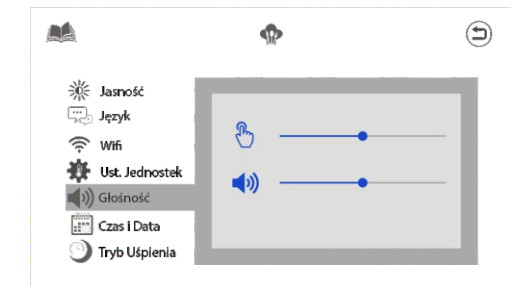 Jasność
Język
Wifi
Ust. Jednostek
Głośność
Czas i Data
Tryb Uśpienia